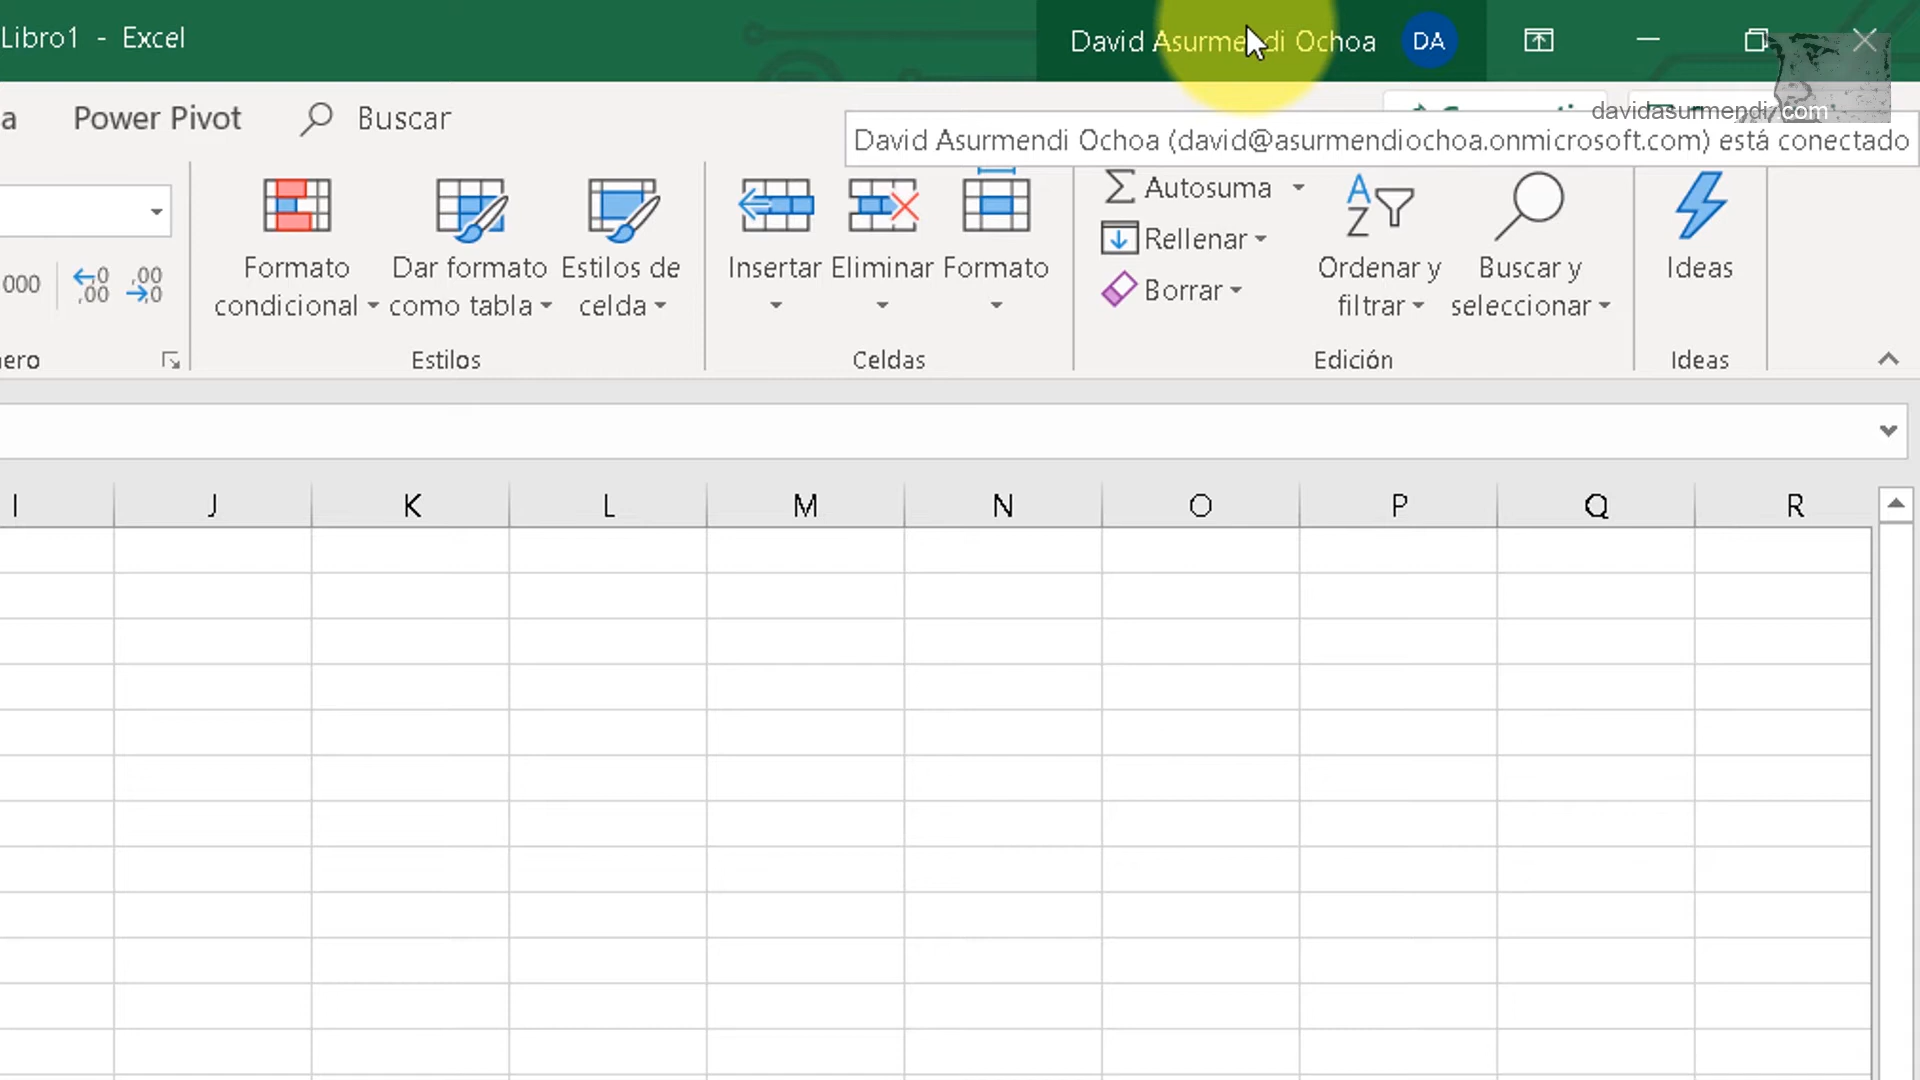 Libro1 - Excel
David Asurmendi Ochoa DA
a Power Pivot Buscar
davidasurmendi.com
David Asurmendi Ochoa (david@asurmendiochoa.onmicrosoft.com) está conectado
Autosuma
Rellenar
Borrar
000
Formato
condicional
Dar formato
como tabla
Estilos de
celda
Insertar
Eliminar
Formato
Ordenar y
filtrar
Buscar y
seleccionar
Ideas
ero
Estilos
Celdas
Edición
Ideas
I J K L M N O P Q R